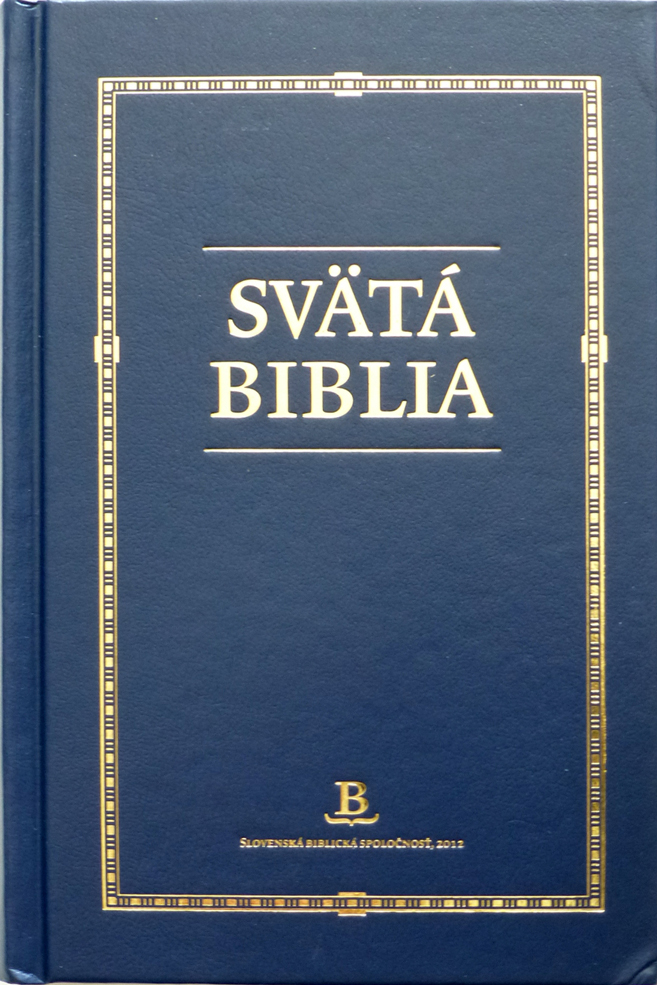 SVÄTÁ
BIBLIA
B
SLOVENSKÁ BIBLICKÁ SPOLOČNOSŤ, 2012